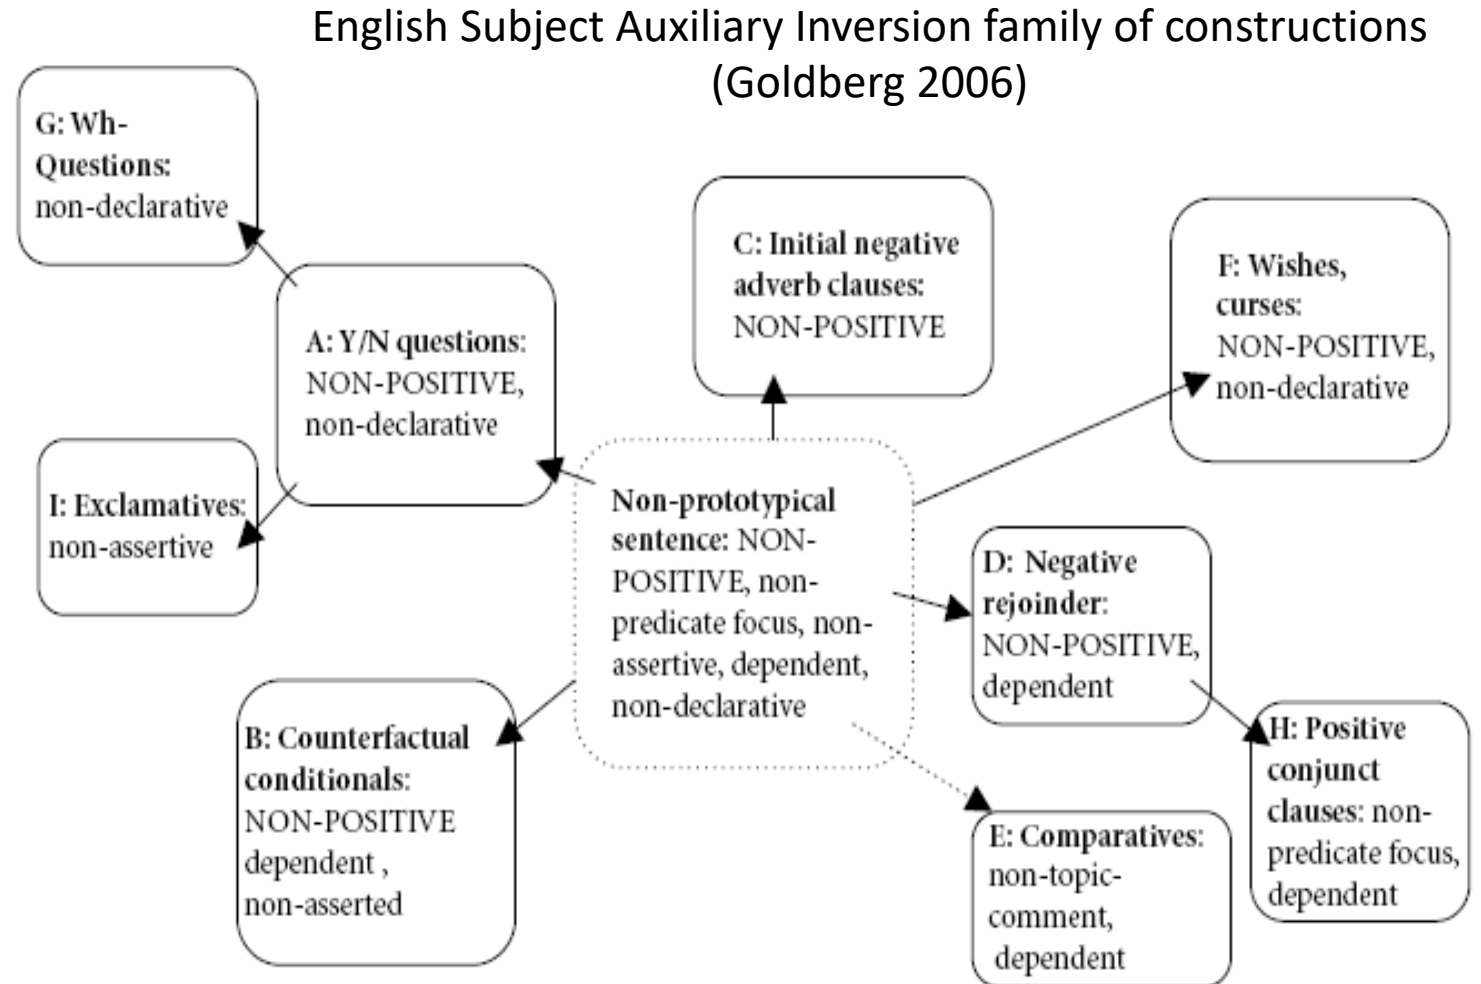 English Subject Auxiliary Inversion family of constructions
(Goldberg 2006)
G: Wh-
Questions:
non-declarative
A: Y/N questions:
NON-POSITIVE,
non-declarative
I: Exclamatives:
non-assertive
B: Counterfactual
conditionals:
NON-POSITIVE
dependent ,
non-asserted
C: Initial negative
adverb clauses:
NON-POSITIVE
Non-prototypical
sentence: NON-
POSITIVE, non-
predicate focus, non-
assertive, dependent,
non-declarative
F: Wishes,
curses:
NON-POSITIVE,
non-declarative
D: Negative
rejoinder:
NON-POSITIVE,
dependent
E: Comparatives:
non-topic-
comment,
dependent
H: Positive
conjunct
clauses: non-
predicate focus,
dependent